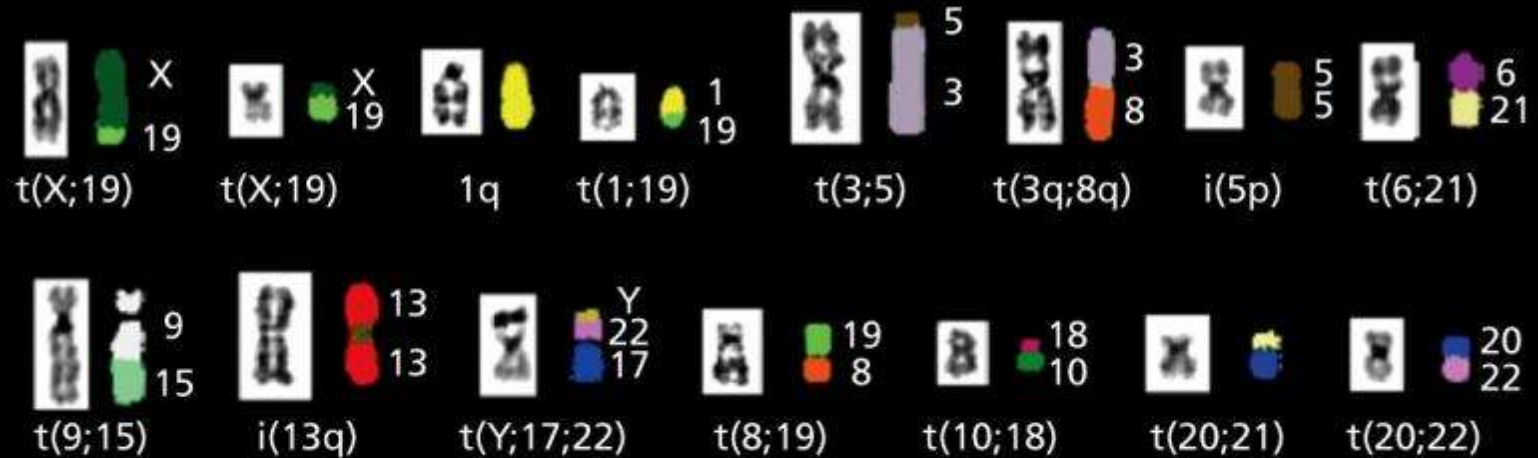 X
19
t(X;19)
X
19
t(X;19)
1q
1
19
t(1;19)
5
3
t(3;5)
3
8
t(3q;8q)
5
5
i(5p)
6
21
t(6;21)
9
15
t(9;15)
13
13
i(13q)
Y
22
17
t(Y;17;22)
19
8
t(8;19)
18
10
t(10;18)
t(20;21)
20
22
t(20;22)